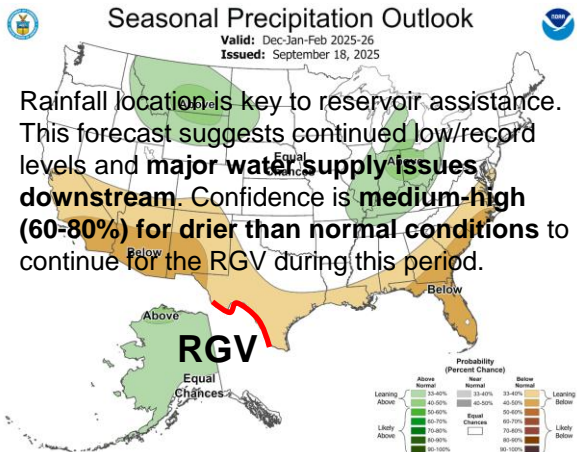 Seasonal Precipitation Outlook
Valid: Dec-Jan-Feb 2025-26
Issued: September 18, 2025
NOAA
Rainfall location is key to reservoir assistance.
This forecast suggests continued low/record
levels and major water supply issues
downstream. Confidence is medium-high
(60-80%) for drier than normal conditions to
continue for the RGV during this period.
Above
Equal
Chances
Above
Below
Below
Above
RGV
Equal
Chances
Probability
(Percent Chance)
Above
Normal
Near
Normal
Below
Normal
Leaning
Above
33-40%
40-50%
33-40%
40-50%
33-40%
40-50%
Leaning
Below
Likely
Above
50-60%
60-70%
70-80%
80-90%
90-100%
Equal
Chances
50-60%
60-70%
70-80%
80-90%
90-100%
Likely
Below